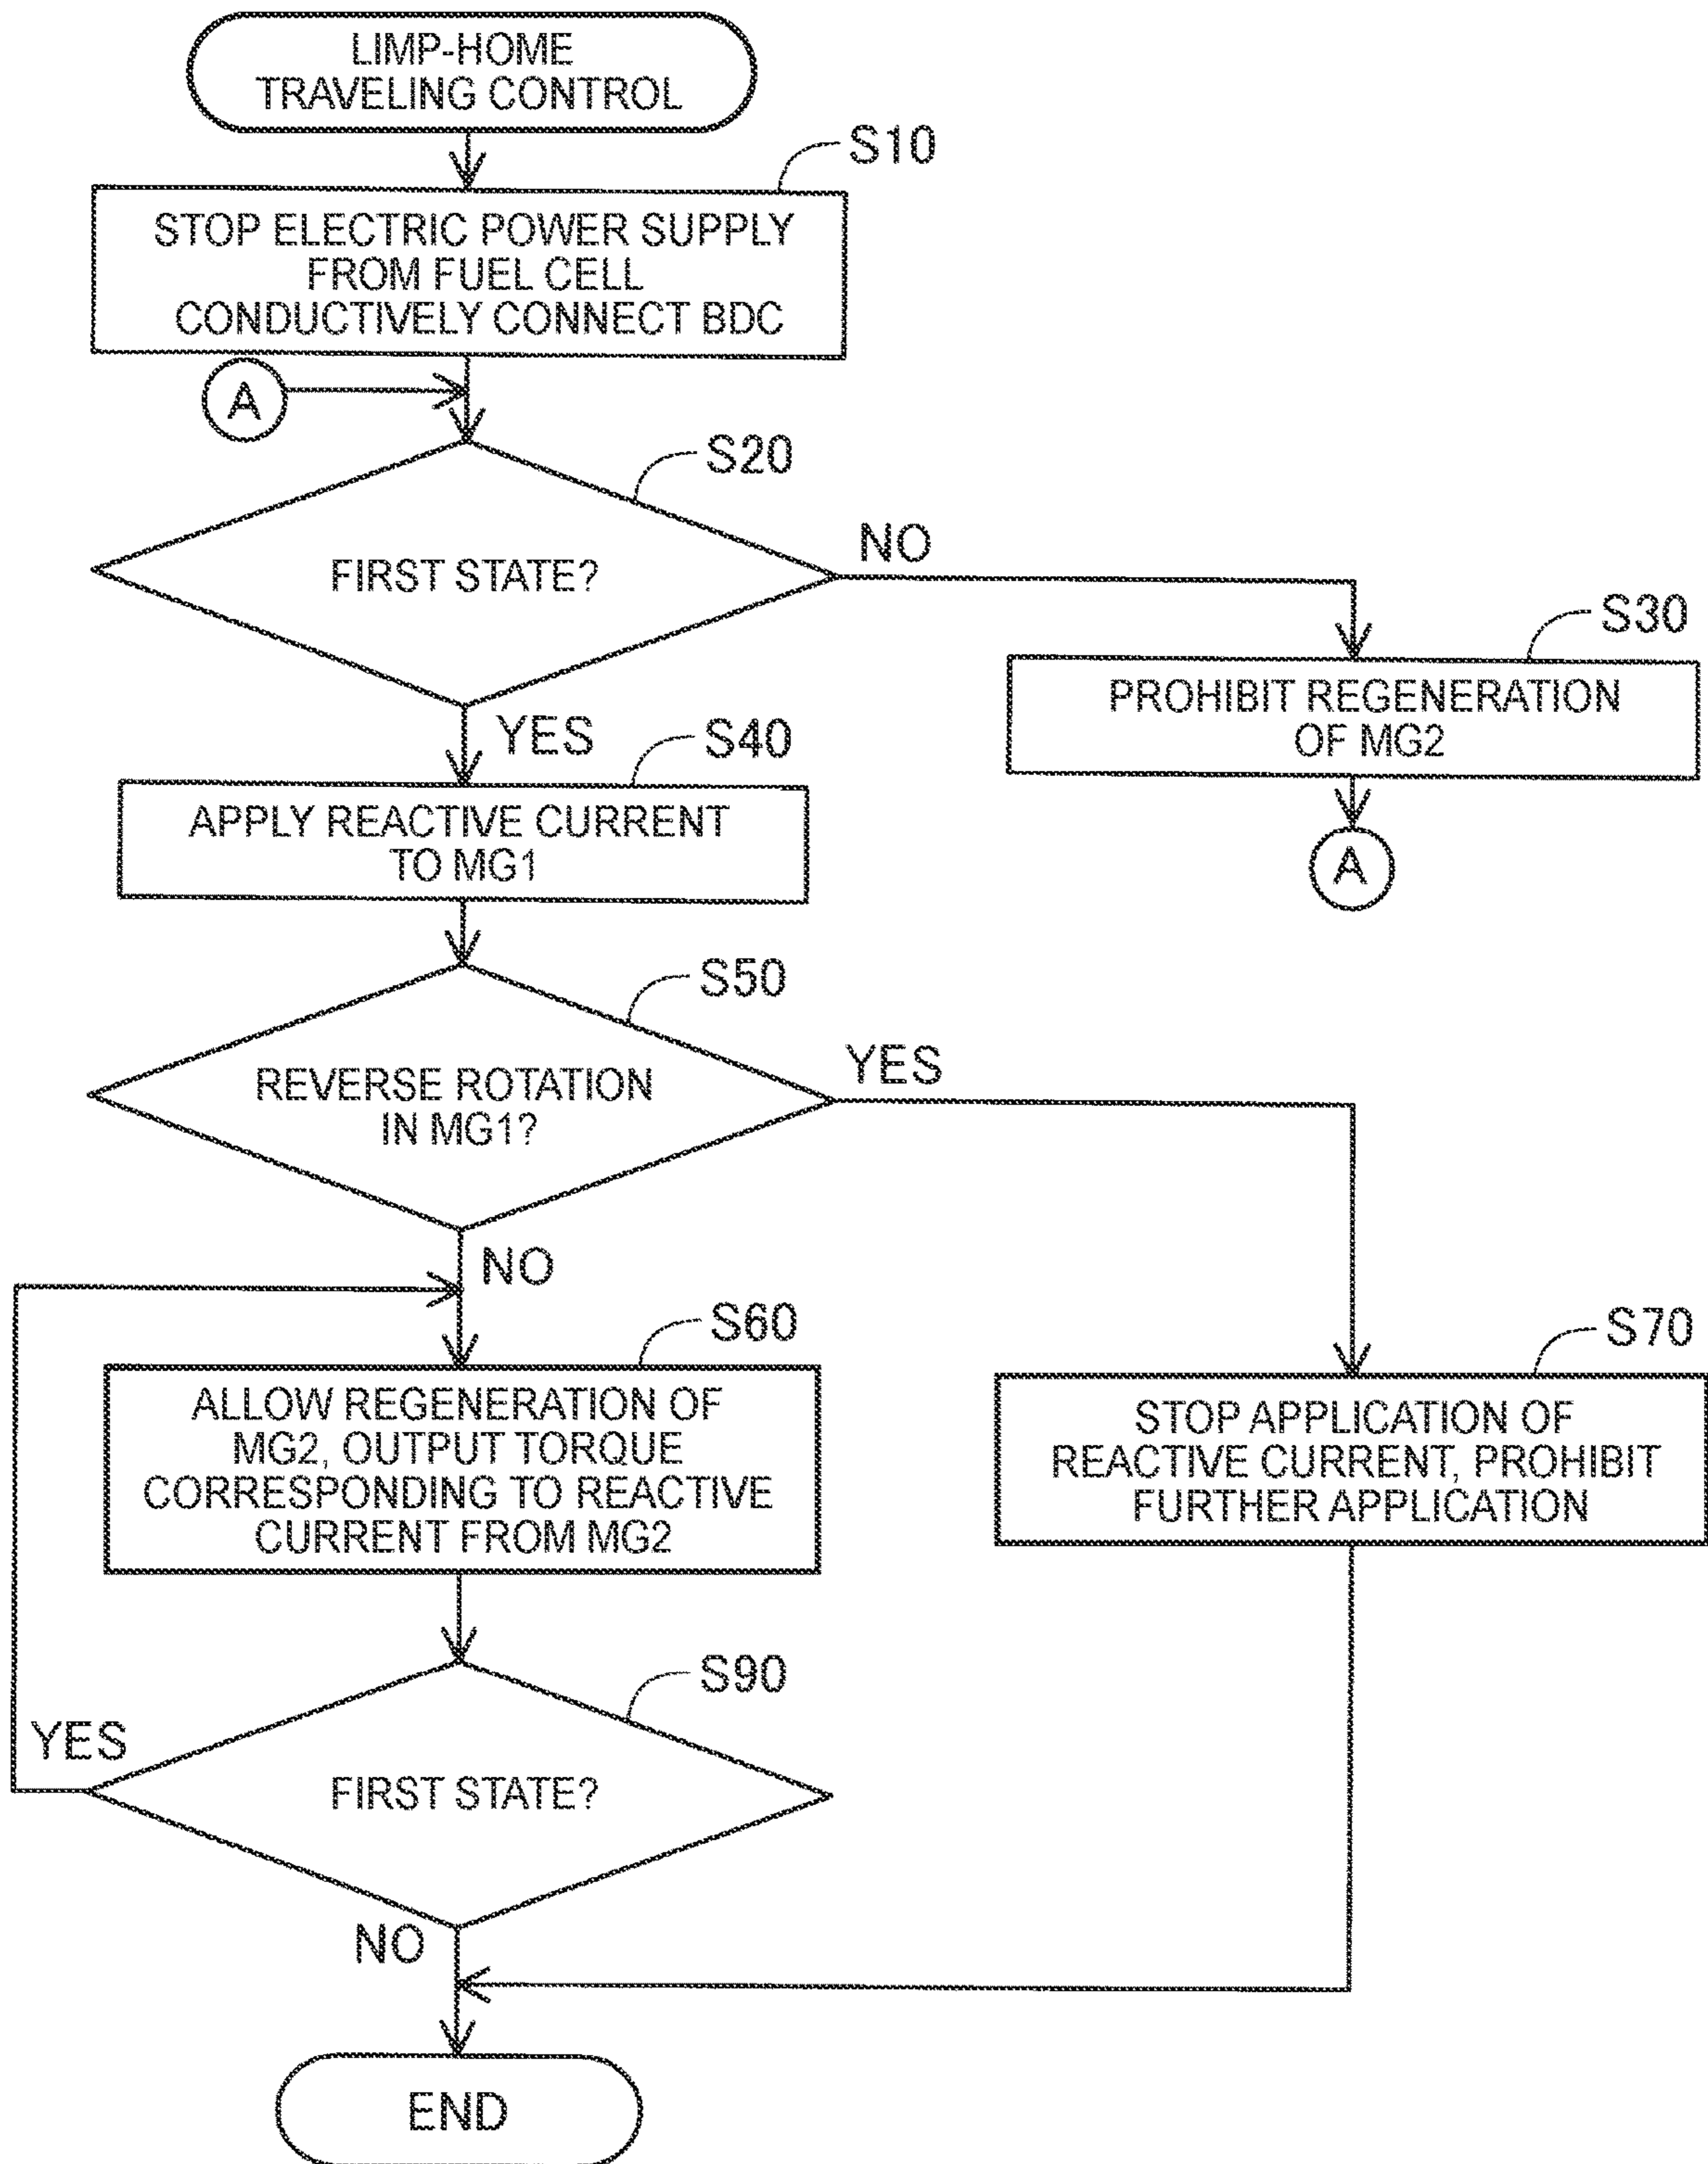 LIMP-HOME
TRAVELING CONTROL
S10
STOP ELECTRIC POWER SUPPLY
FROM FUEL CELL
CONDUCTIVELY CONNECT BDC
A
S20
FIRST STATE?
NO
S30
PROHIBIT REGENERATION
OF MG2
A
YES
S40
APPLY REACTIVE CURRENT
TO MG1
S50
REVERSE ROTATION
IN MG1?
YES
NO
S60
ALLOW REGENERATION OF
MG2, OUTPUT TORQUE
CORRESPONDING TO REACTIVE
CURRENT FROM MG2
S70
STOP APPLICATION OF
REACTIVE CURRENT, PROHIBIT
FURTHER APPLICATION
S90
YES
FIRST STATE?
NO
END